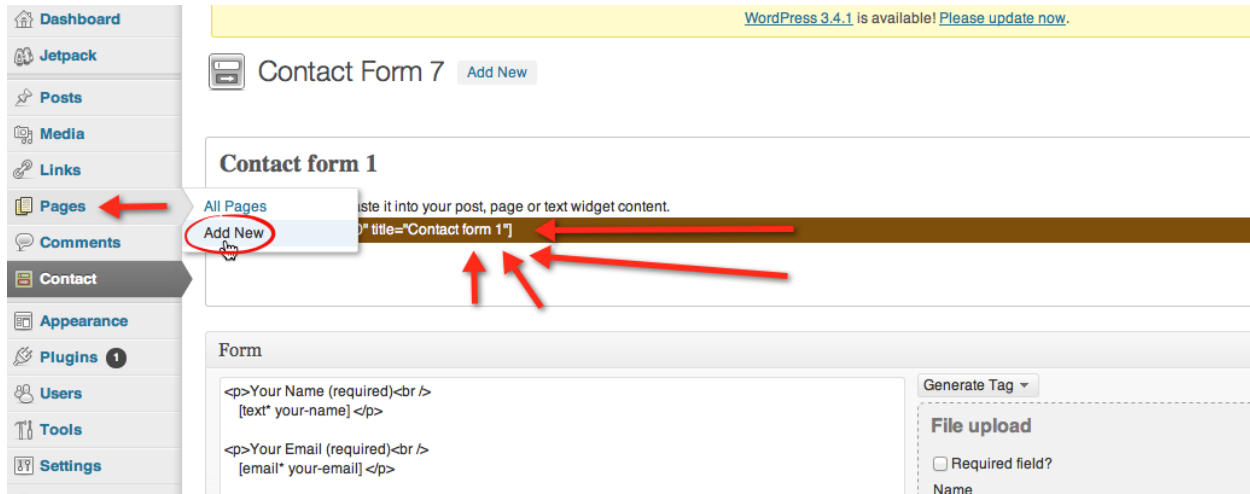 Dashboard
Jetpack
Posts
Media
Links
Pages
Comments
Contact
Appearance
Plugins 1
Users
Tools
Settings
All Pages
Add New
WordPress 3.4.1 is available! Please update now.
Contact Form 7 Add New
Contact form 1
it into your post, page or text widget content.
" title="Contact form 1"]
Form
<p>Your Name (required)<br />
[text* your-name] </p>
<p>Your Email (required)<br />
[email* your-email] </p>
Generate Tag
File upload
Required field?
Name